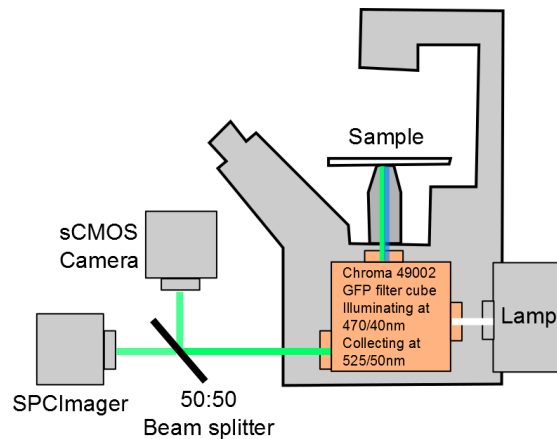 Sample
sCMOS
Camera
Chroma 49002
GFP filter cube
Illuminating at
470/40nm
Collecting at
525/50nm
Lamp
SPCImager
50:50
Beam splitter